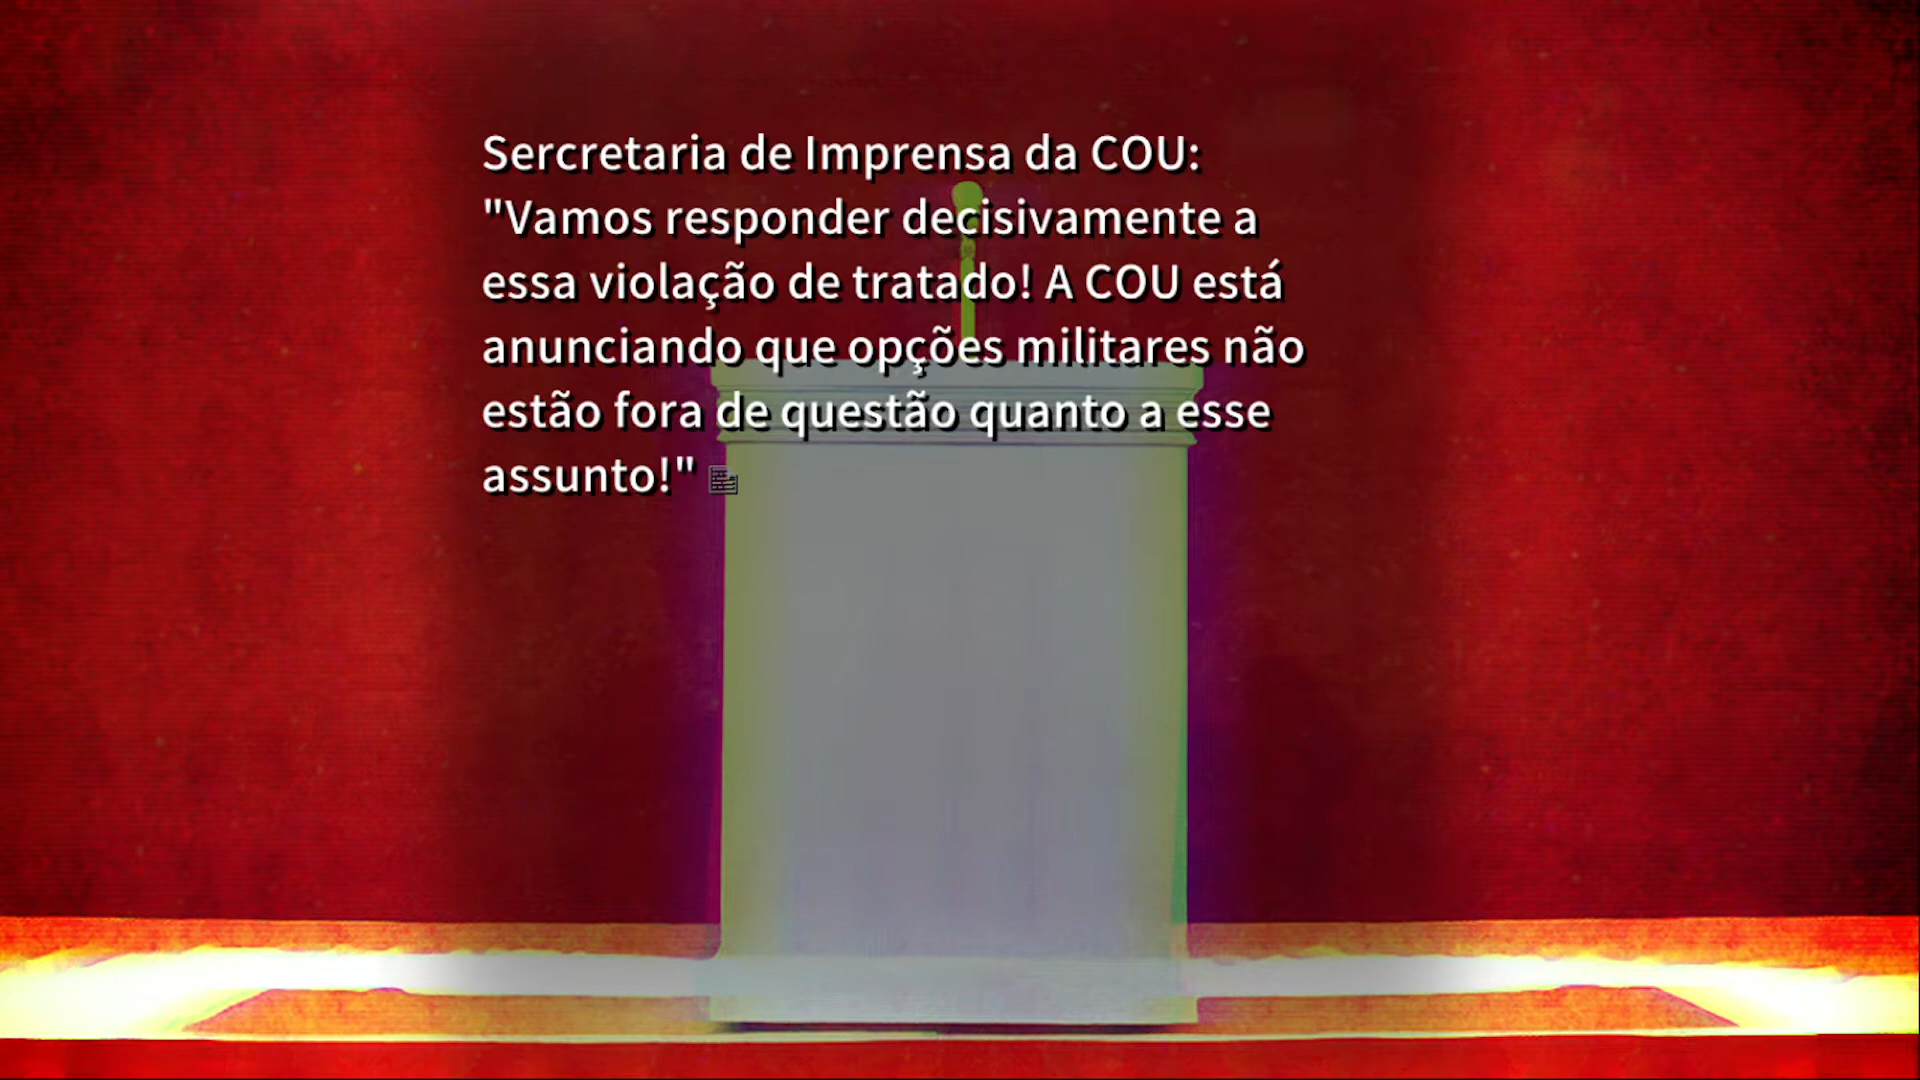 Sercretaria de Imprensa da COU:
"Vamos responder decisivamente a
essa violação de tratado! A COU está
anunciando que opções militares não
estão fora de questão quanto a esse
assunto!"